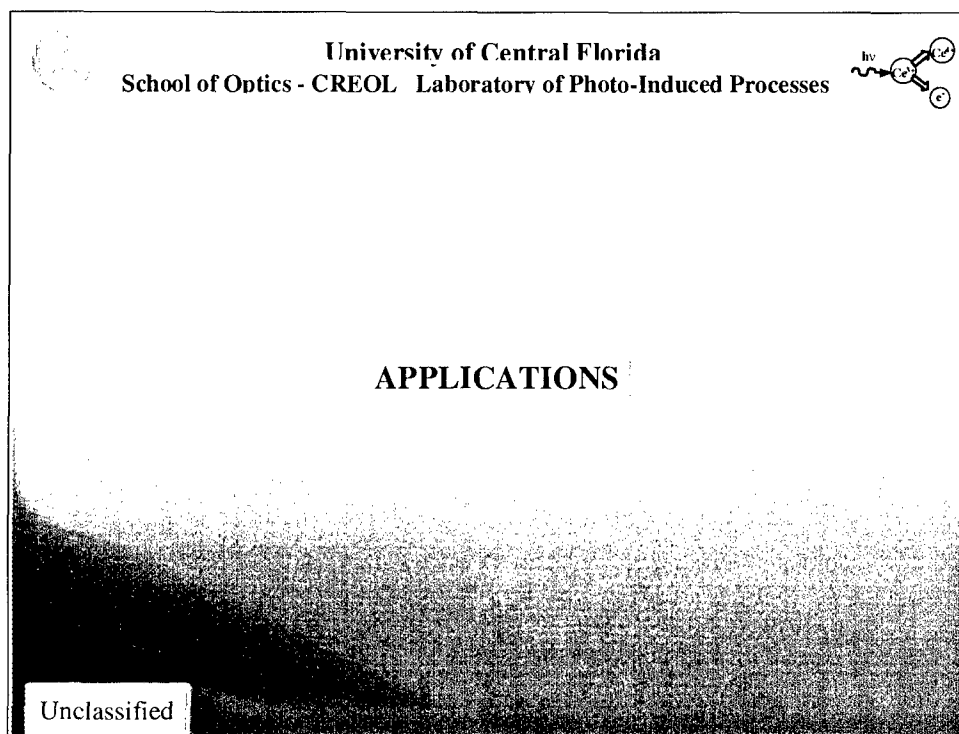 University of Central Florida
School of Optics - CREOL Laboratory of Photo-Induced Processes
hν
e⁻
APPLICATIONS
Unclassified